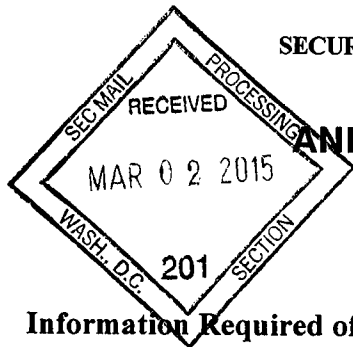 SECUR
SEC MAIL
PROCESSING
RECEIVED
ANN
MAR 02 2015
WASH., D.C.
201
SECTION
Information Required of